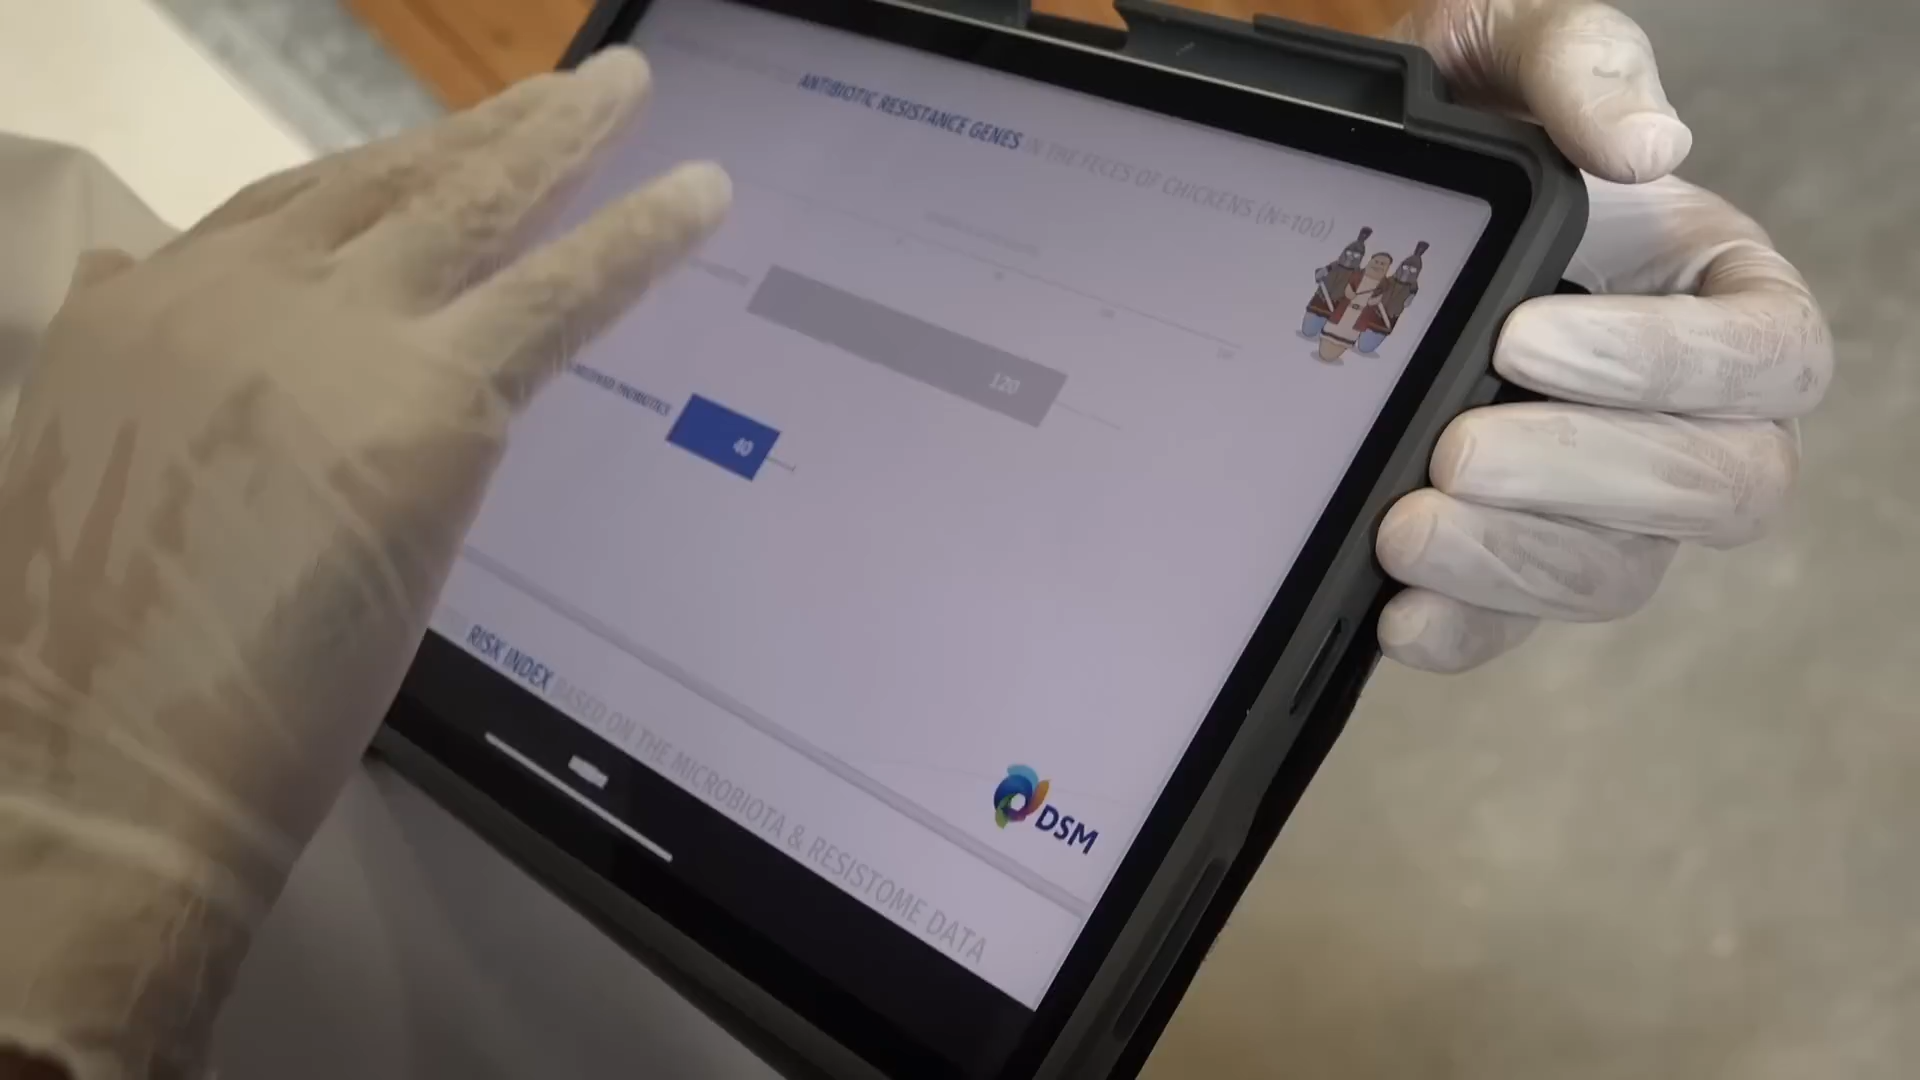 ANTIBIOTIC RESISTANCE GENES IN THE FECES OF CHICKENS (N=100)
120
PROBIOTICS
40
DSM
RISK INDEX BASED ON THE MICROBIOTA & RESISTOME DATA